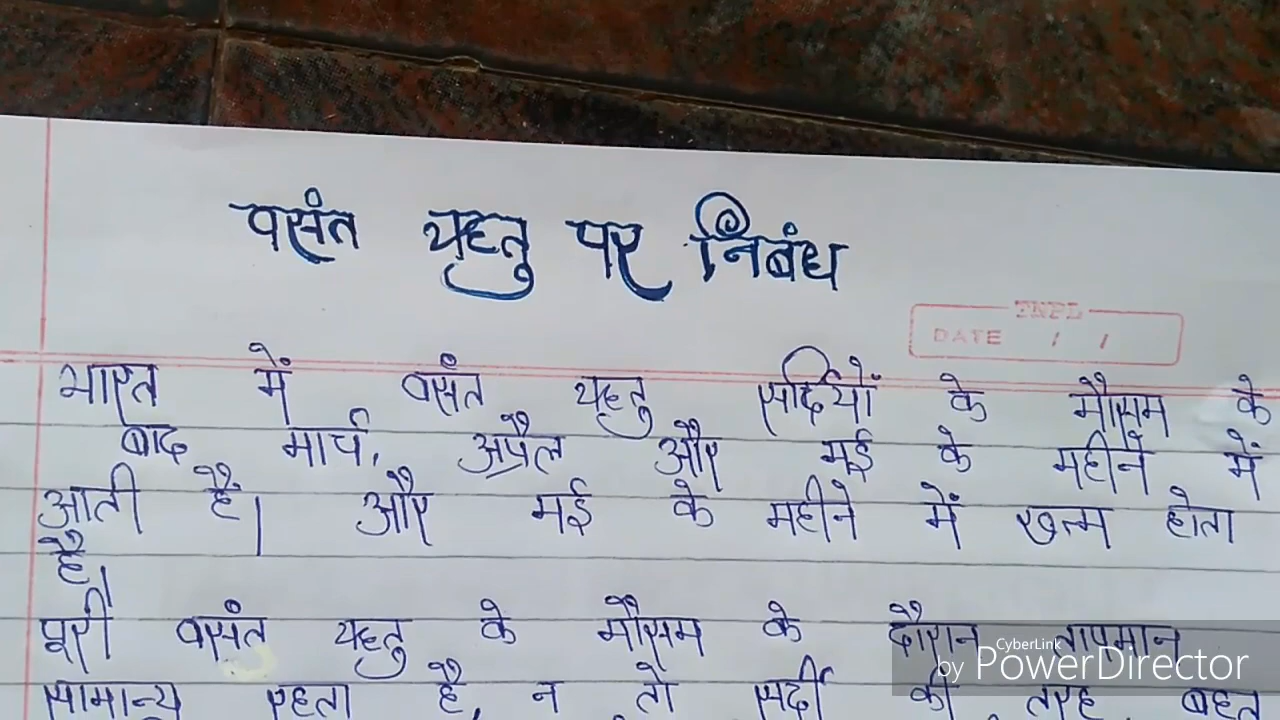 वसंत ऋतु पर निबंध
TNPL
DATE / /
भारत में वसंत ऋतु सर्दियों के मौसम के
बाद मार्च, अप्रैल और मई के महीने में
आती है। और मई के महीने में खत्म होता
है।
पूरी वसंत ऋतु के मौसम के दौरान तापमान
सामान्य रहता है, न तो सर्दी की तरह बहुत
CyberLink
by PowerDirector